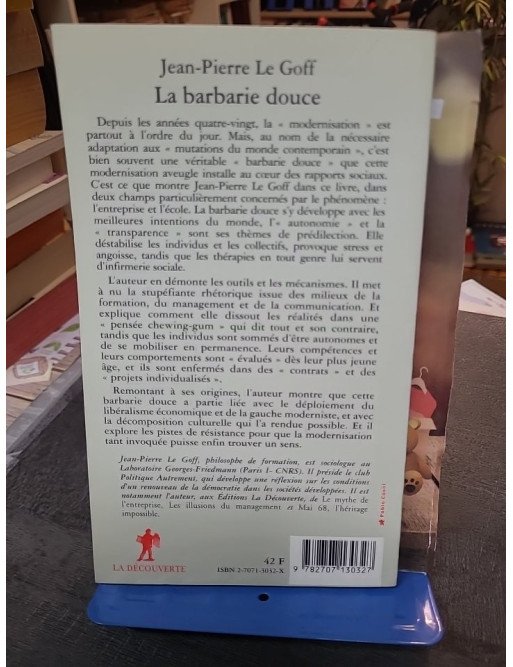 Jean-Pierre Le Goff
La barbarie douce
Depuis les années quatre-vingt, la « modernisation » est
partout à l'ordre du jour. Mais, au nom de la nécessaire
adaptation aux « mutations du monde contemporain », c'est
bien souvent une véritable « barbarie douce » que cette
modernisation aveugle installe au cœur des rapports sociaux.
C'est ce que montre Jean-Pierre Le Goff dans ce livre, dans
deux champs particulièrement concernés par le phénomène :
l'entreprise et l'école. La barbarie douce s'y développe avec les
meilleures intentions du monde, l'« autonomie » et la
« transparence » sont ses thèmes de prédilection. Elle
déstabilise les individus et les collectifs, provoque stress et
angoisse, tandis que les thérapies en tout genre lui servent
d'infirmerie sociale.
L'auteur en démonte les outils et les mécanismes. Il met
à nu la stupéfiante rhétorique issue des milieux de la
formation, du management et de la communication. Et
explique comment elle dissout les réalités dans une
« pensée chewing-gum » qui dit tout et son contraire,
tandis que les individus sont sommés d'être autonomes et
de se mobiliser en permanence. Leurs compétences et
leurs comportements sont « évalués » dès leur plus jeune
âge, et ils sont enfermés dans des « contrats » et des
« projets individualisés ».
Remontant à ses origines, l'auteur montre que cette
barbarie douce a partie liée avec le déploiement du
libéralisme économique et de la gauche moderniste, et avec
la décomposition culturelle qui l'a rendue possible. Et il
explore les pistes de résistance pour que la modernisation
tant invoquée puisse enfin trouver un sens.
Jean-Pierre Le Goff, philosophe de formation, est sociologue au
Laboratoire Georges-Friedmann (Paris I- CNRS). Il préside le club
Politique Autrement, qui développe une réflexion sur les conditions
d'un renouveau de la démocratie dans les sociétés développées. Il est
notamment l'auteur, aux Éditions La Découverte, de Le mythe de
l'entreprise, Les illusions du management et Mai 68, l'héritage
impossible.
LA DÉCOUVERTE
42 F
ISBN 2-7071-3032-X
9 782707 130327